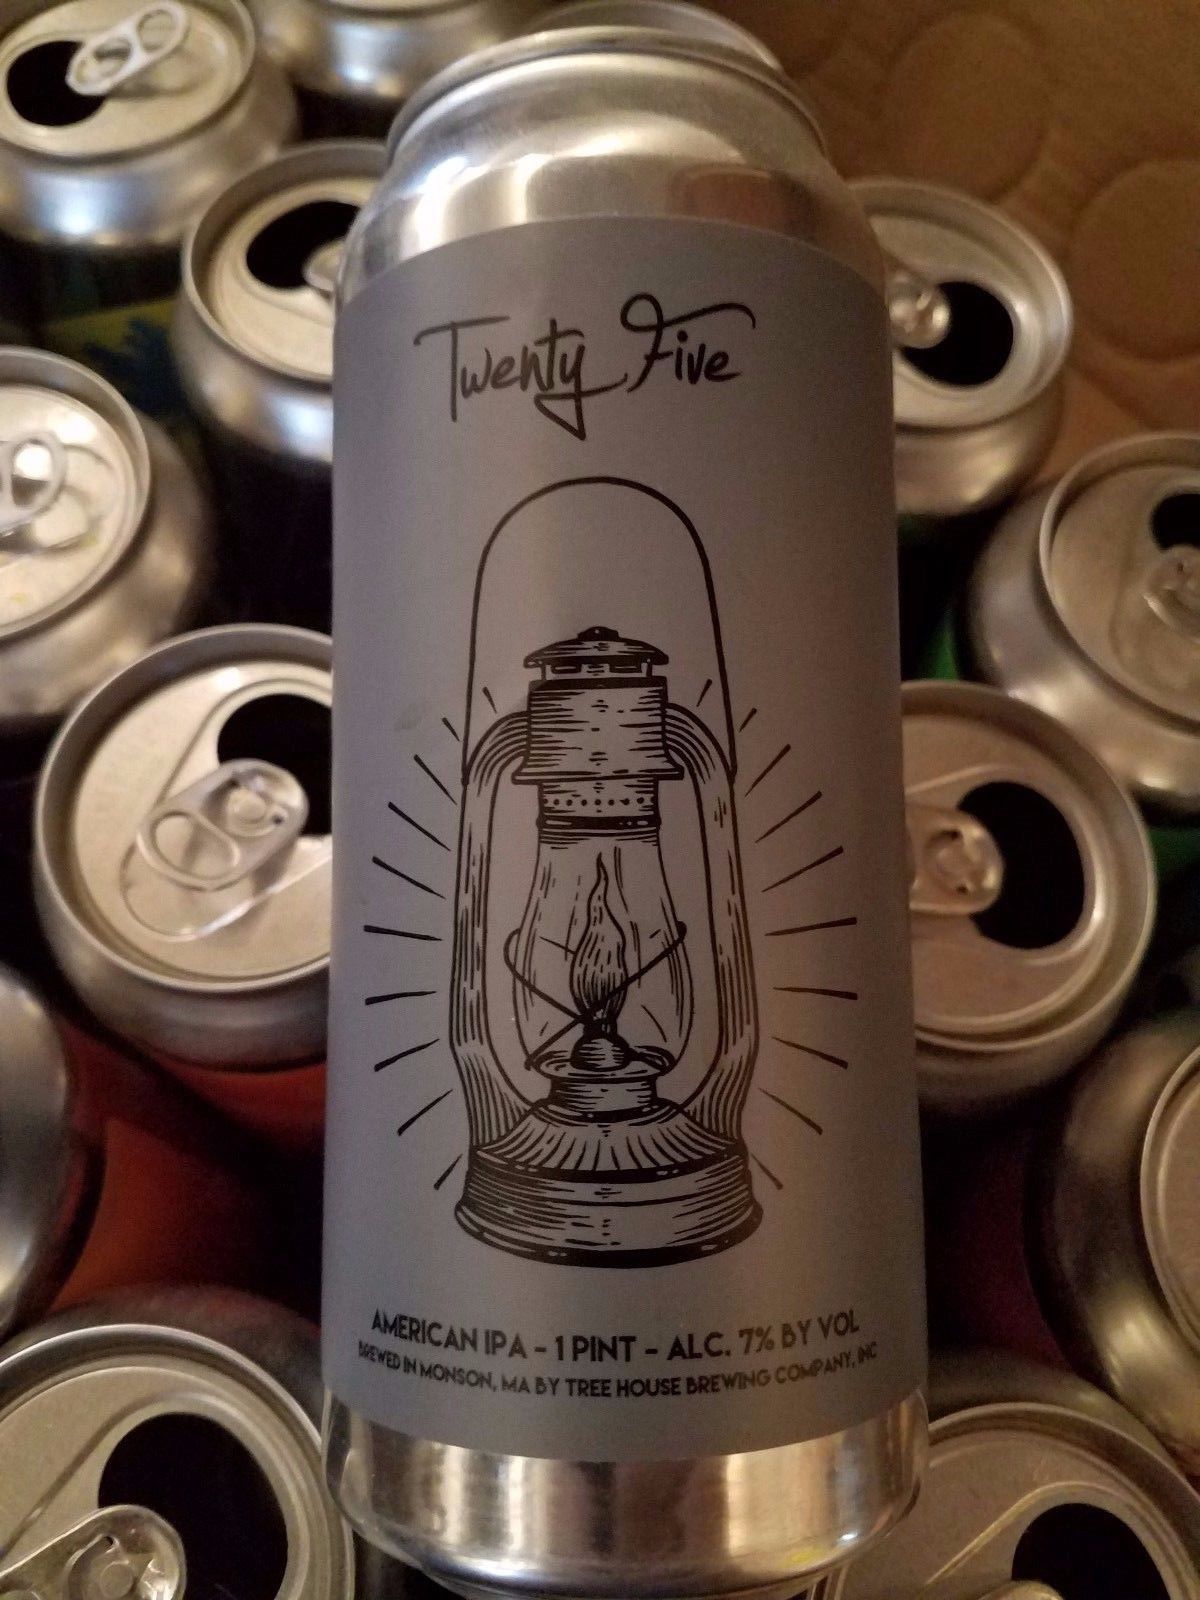 Twenty Five
AMERICAN IPA - 1 PINT - ALC. 7% BY VOL
BREWED IN MONSON, MA BY TREE HOUSE BREWING COMPANY, INC